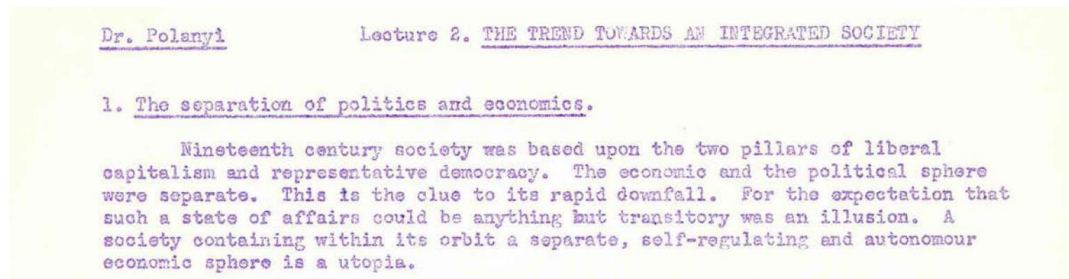 Dr. Polanyi Lecture 2. THE TREND TOWARDS AN INTEGRATED SOCIETY
1. The separation of politics and economics.
Nineteenth century society was based upon the two pillars of liberal
capitalism and representative democracy. The economic and the political sphere
were separate. This is the clue to its rapid downfall. For the expectation that
such a state of affairs could be anything but transitory was an illusion. A
society containing within its orbit a separate, self-regulating and autonomour
economic sphere is a utopia.